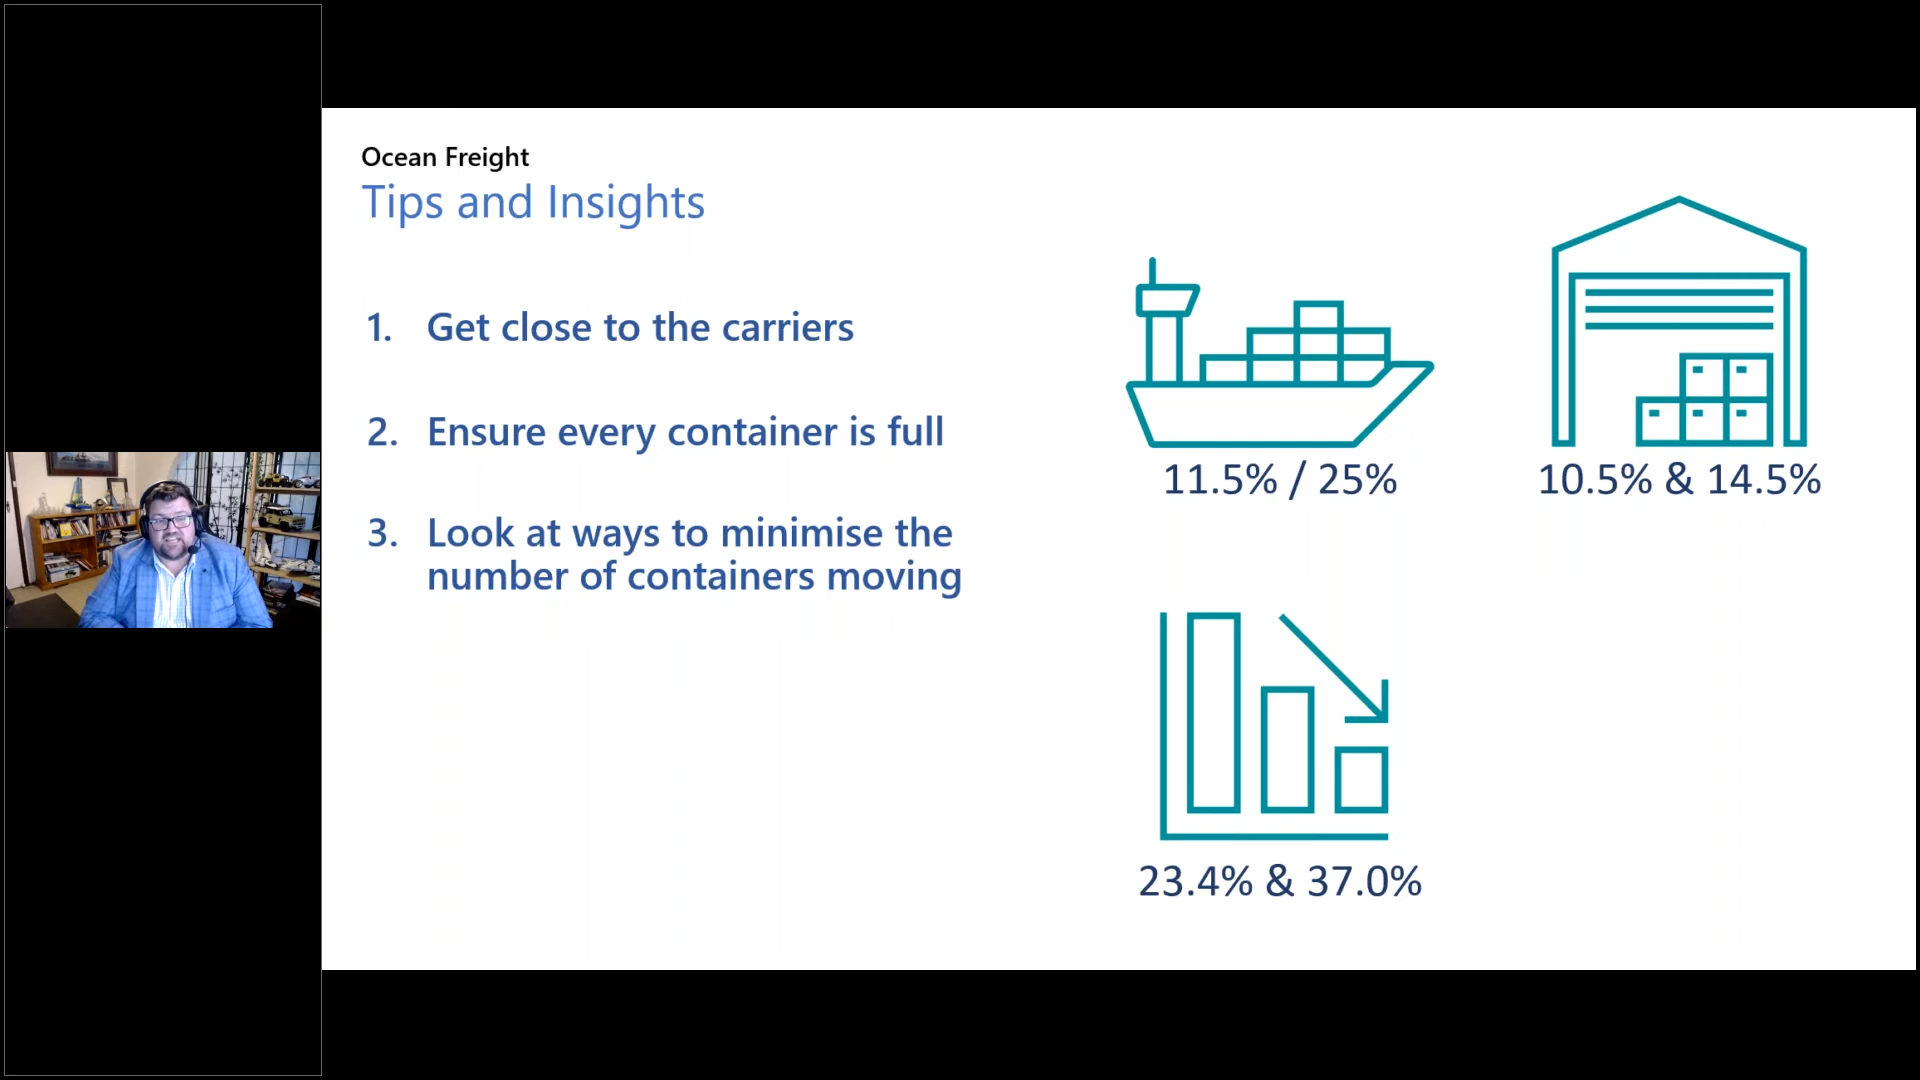 Ocean Freight
Tips and Insights
1. Get close to the carriers
2. Ensure every container is full
3. Look at ways to minimise the
number of containers moving
11.5% / 25%
10.5% & 14.5%
23.4% & 37.0%